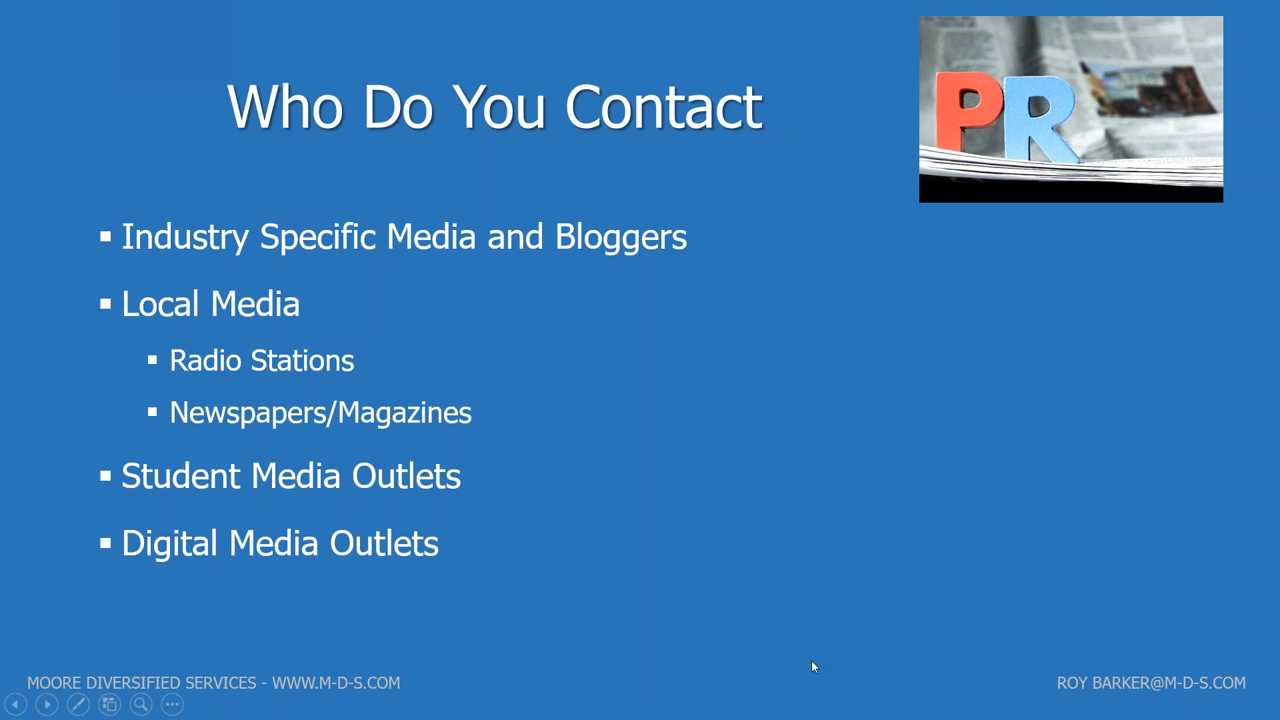 Who Do You Contact
PR
▪ Industry Specific Media and Bloggers
▪ Local Media
▪ Radio Stations
▪ Newspapers/Magazines
▪ Student Media Outlets
▪ Digital Media Outlets
MOORE DIVERSIFIED SERVICES - WWW.M-D-S.COM
ROY BARKER@M-D-S.COM